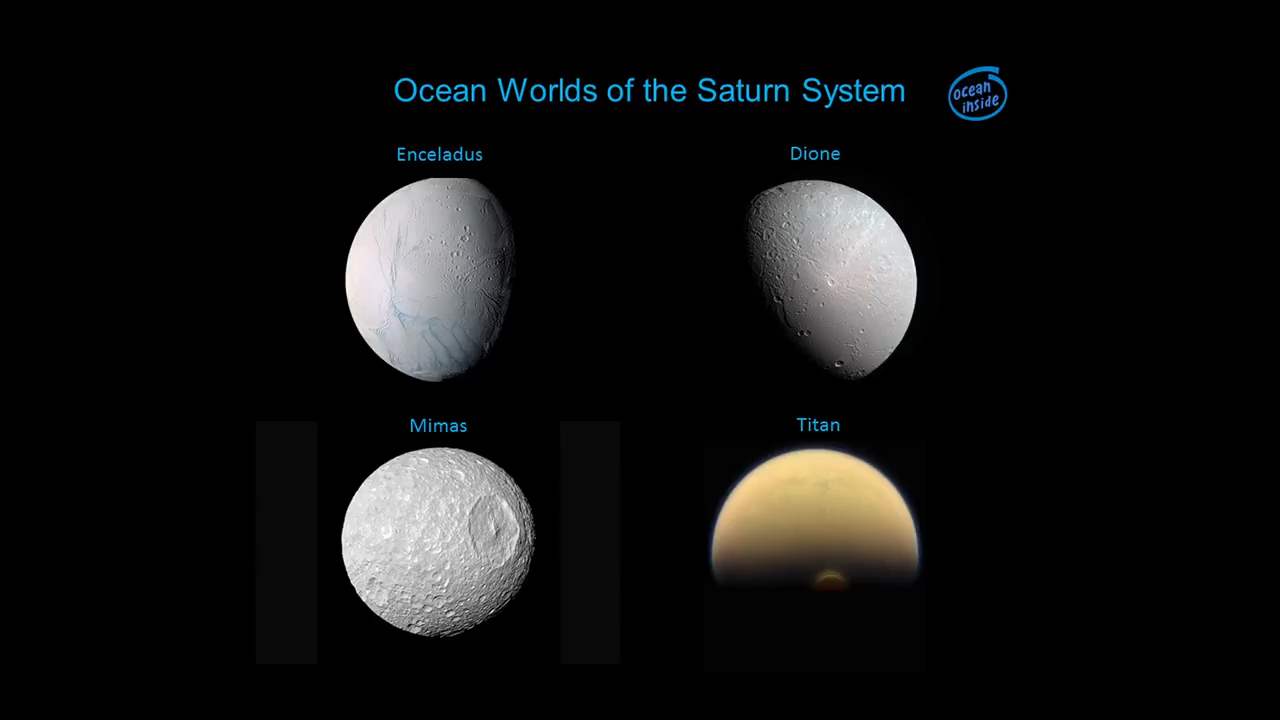 Ocean Worlds of the Saturn System
ocean
inside
Enceladus
Dione
Mimas
Titan